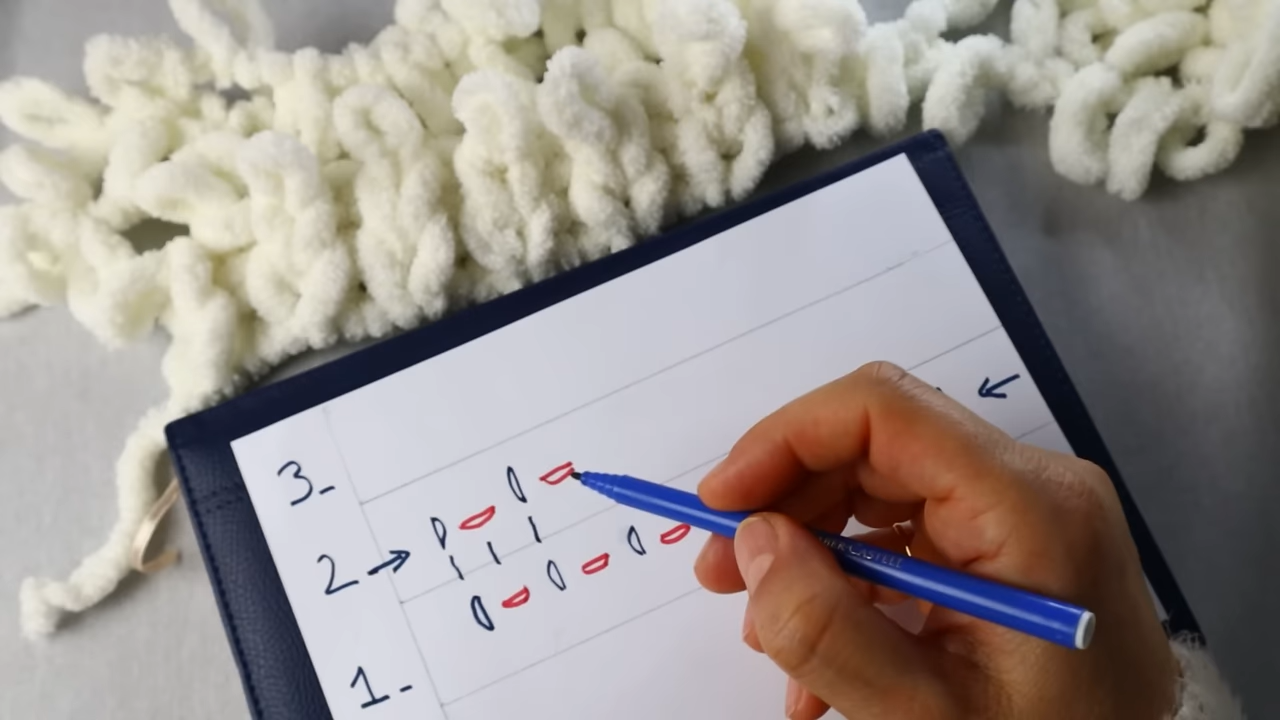 3-
2→
←
1-